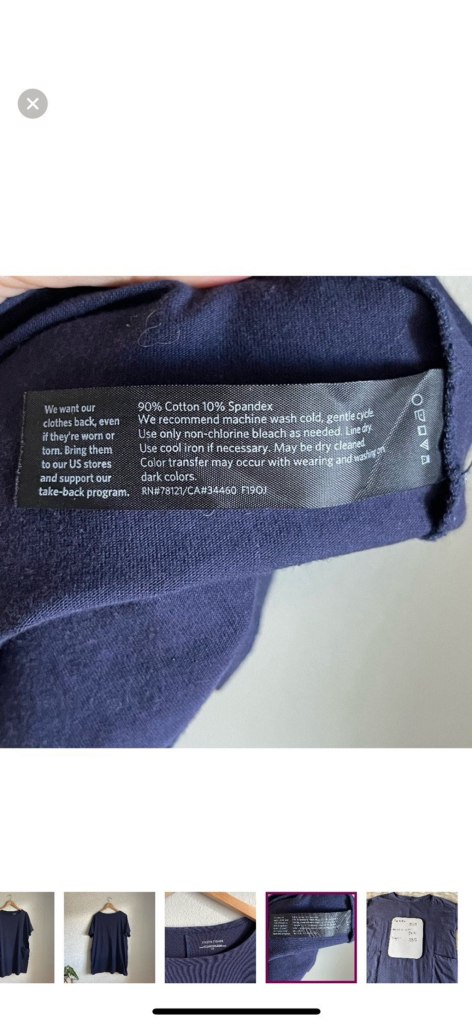 We want our
clothes back, even
if they're worn or
torn. Bring them
to our US stores
and support our
take-back program.
90% Cotton 10% Spandex
We recommend machine wash cold, gentle cycle.
Use only non-chlorine bleach as needed. Line dry.
Use cool iron if necessary. May be dry cleaned.
Color transfer may occur with wearing and washing on
dark colors.
RN#78121/CA#34460 F19OJ